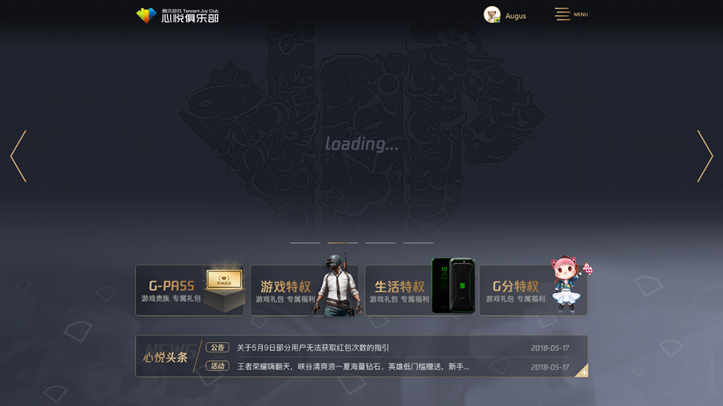 腾讯游戏 Tencent Joy Club
心悦俱乐部
Augus
MENU
loading...
G-PASS
游戏贵族 专属礼包
PASS
游戏特权
游戏礼包 专属福利
生活特权
游戏礼包 专属福利
G分特权
游戏礼包 专属福利
NEWS
心悦头条
公告
关于5月9日部分用户无法获取红包次数的指引
2018-05-17
活动
王者荣耀嗨翻天，峡谷清爽浪一夏海量钻石、英雄低门槛赠送，新手...
2018-05-17